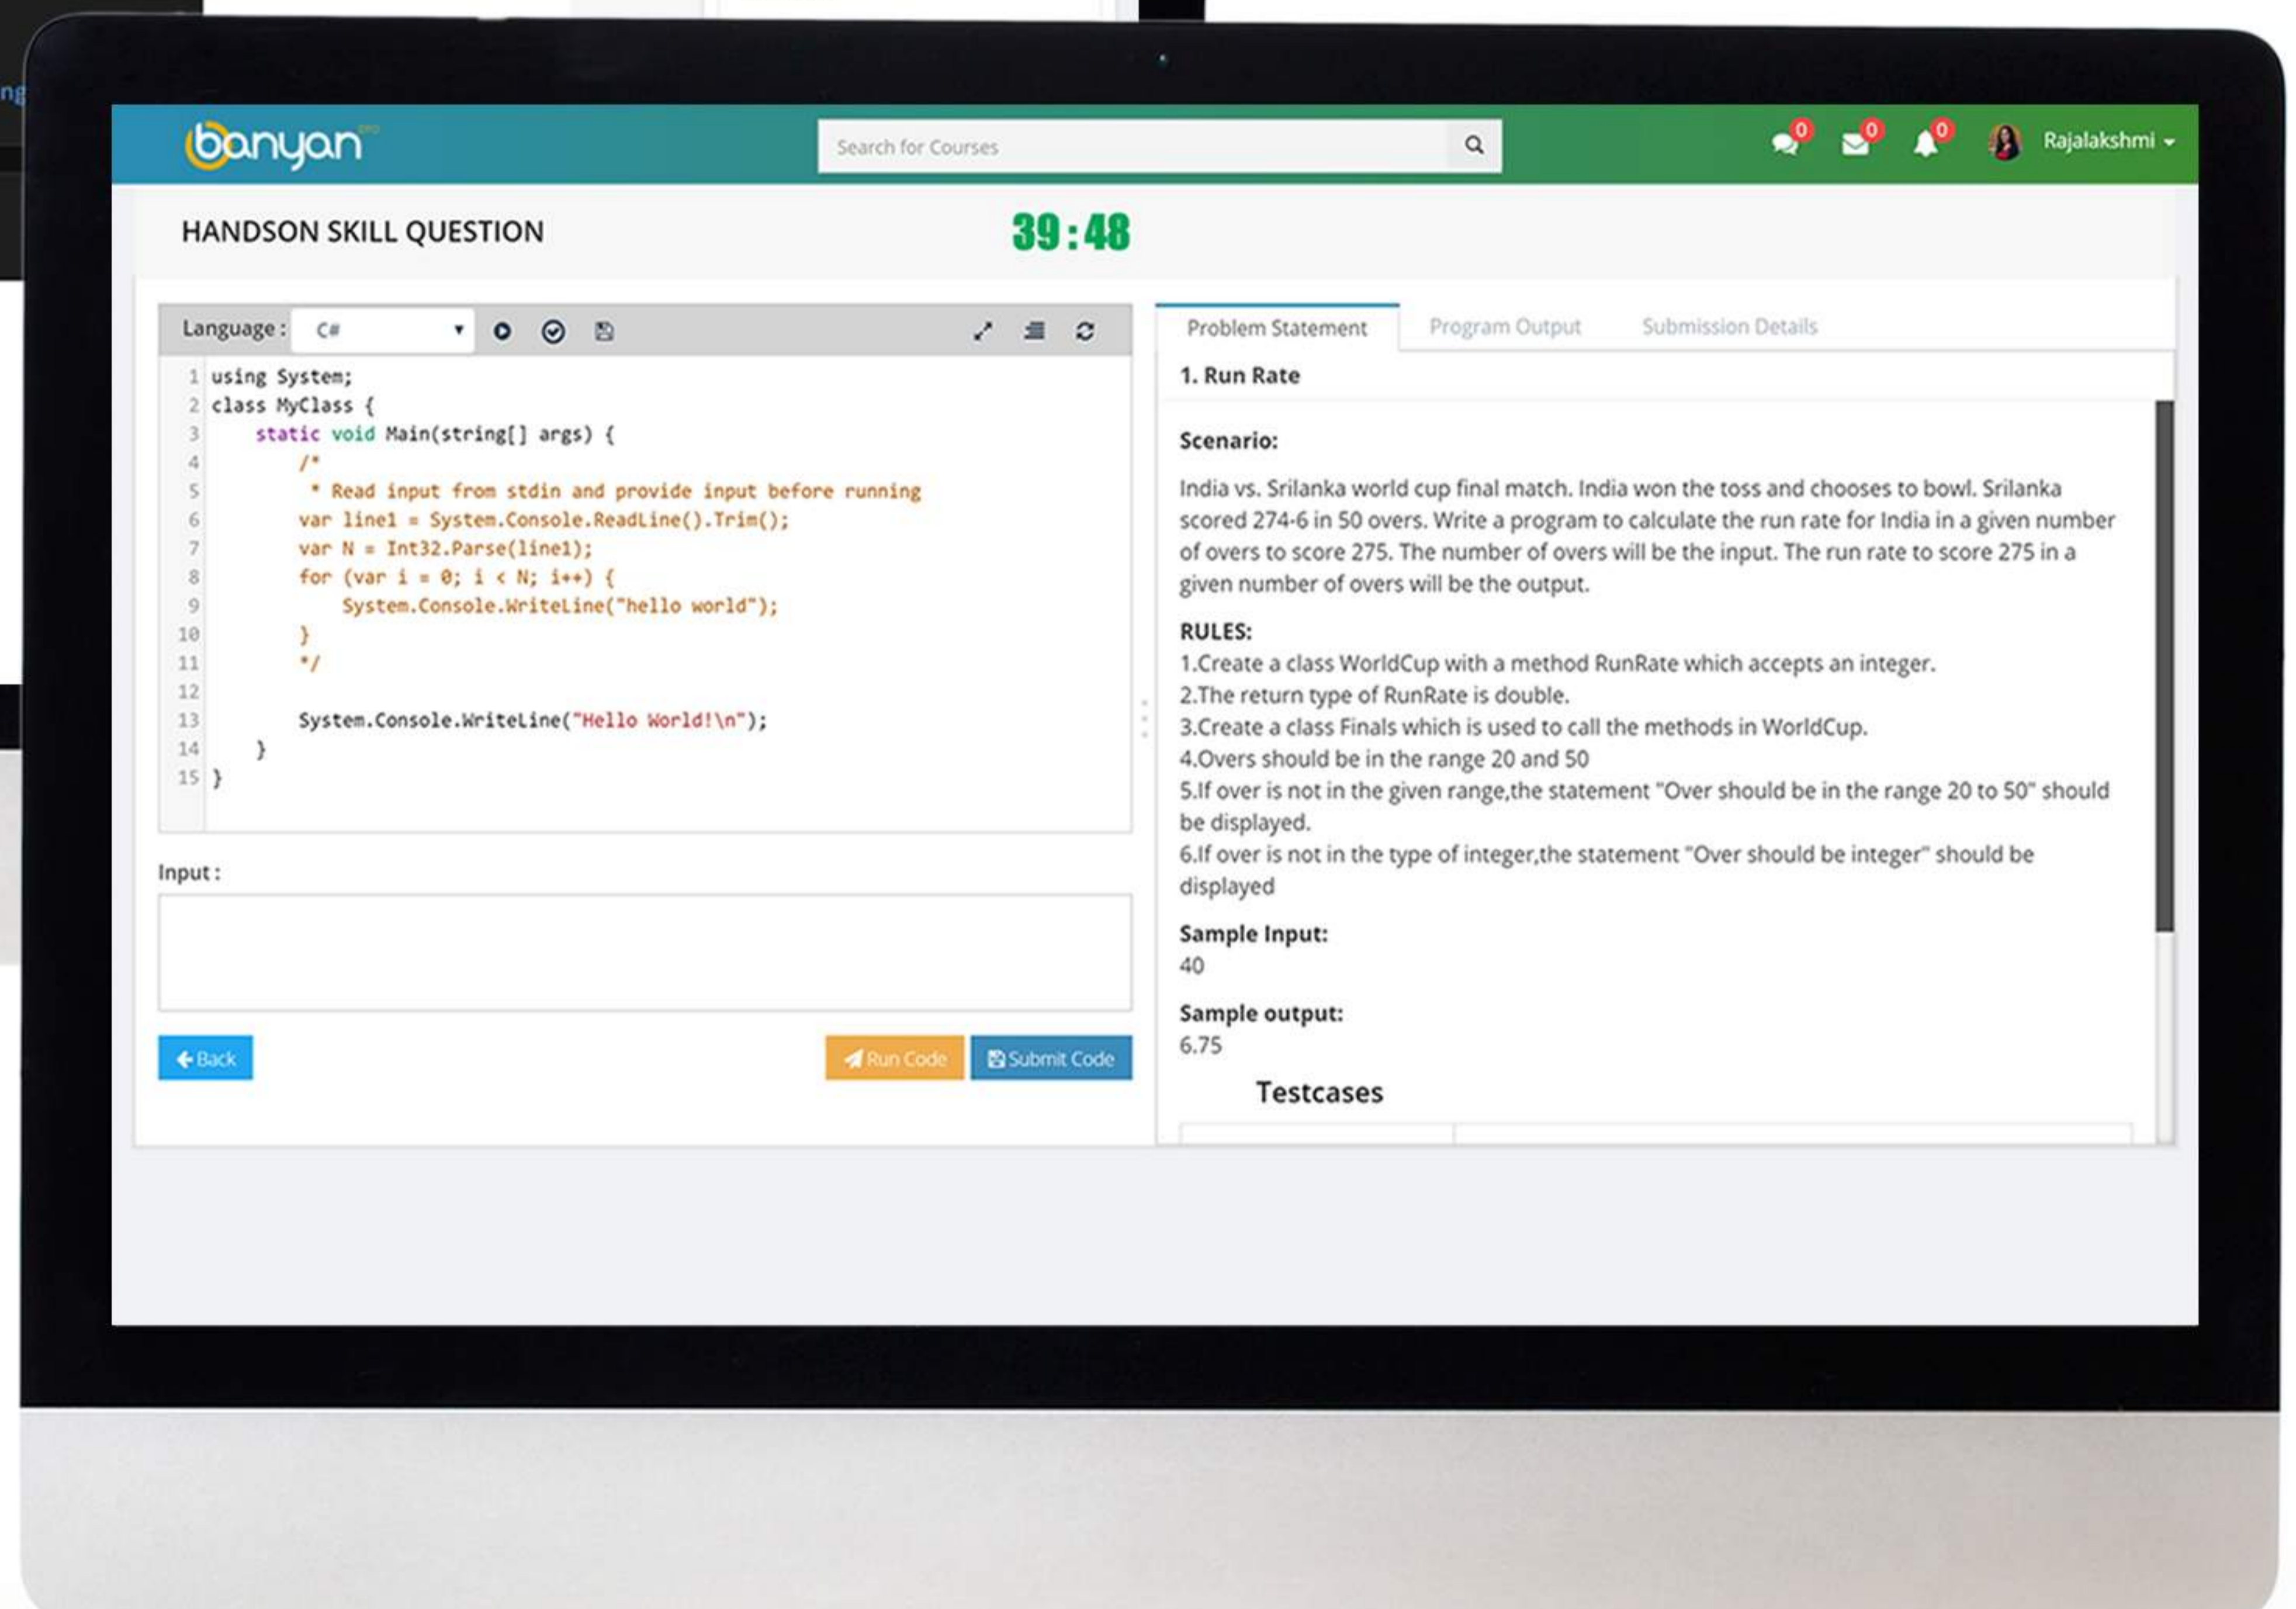 ng
banyan
Search for Courses
0
0
0
Rajalakshmi
HANDSON SKILL QUESTION
39:48
Language : C#
1 using System;
2 class MyClass {
3 static void Main(string[] args) {
4 /*
5 * Read input from stdin and provide input before running
6 var line1 = System.Console.ReadLine().Trim();
7 var N = Int32.Parse(line1);
8 for (var i = 0; i < N; i++) {
9 System.Console.WriteLine("hello world");
10 }
11 */
12
13 System.Console.WriteLine("Hello World!\n");
14 }
15 }
Input :
Back
Run Code
Submit Code
Problem Statement
Program Output
Submission Details
1. Run Rate
Scenario:
India vs. Srilanka world cup final match. India won the toss and chooses to bowl. Srilanka
scored 274-6 in 50 overs. Write a program to calculate the run rate for India in a given number
of overs to score 275. The number of overs will be the input. The run rate to score 275 in a
given number of overs will be the output.
RULES:
1.Create a class WorldCup with a method RunRate which accepts an integer.
2.The return type of RunRate is double.
3.Create a class Finals which is used to call the methods in WorldCup.
4.Overs should be in the range 20 and 50
5.If over is not in the given range,the statement "Over should be in the range 20 to 50" should
be displayed.
6.If over is not in the type of integer,the statement "Over should be integer" should be
displayed
Sample Input:
40
Sample output:
6.75
Testcases